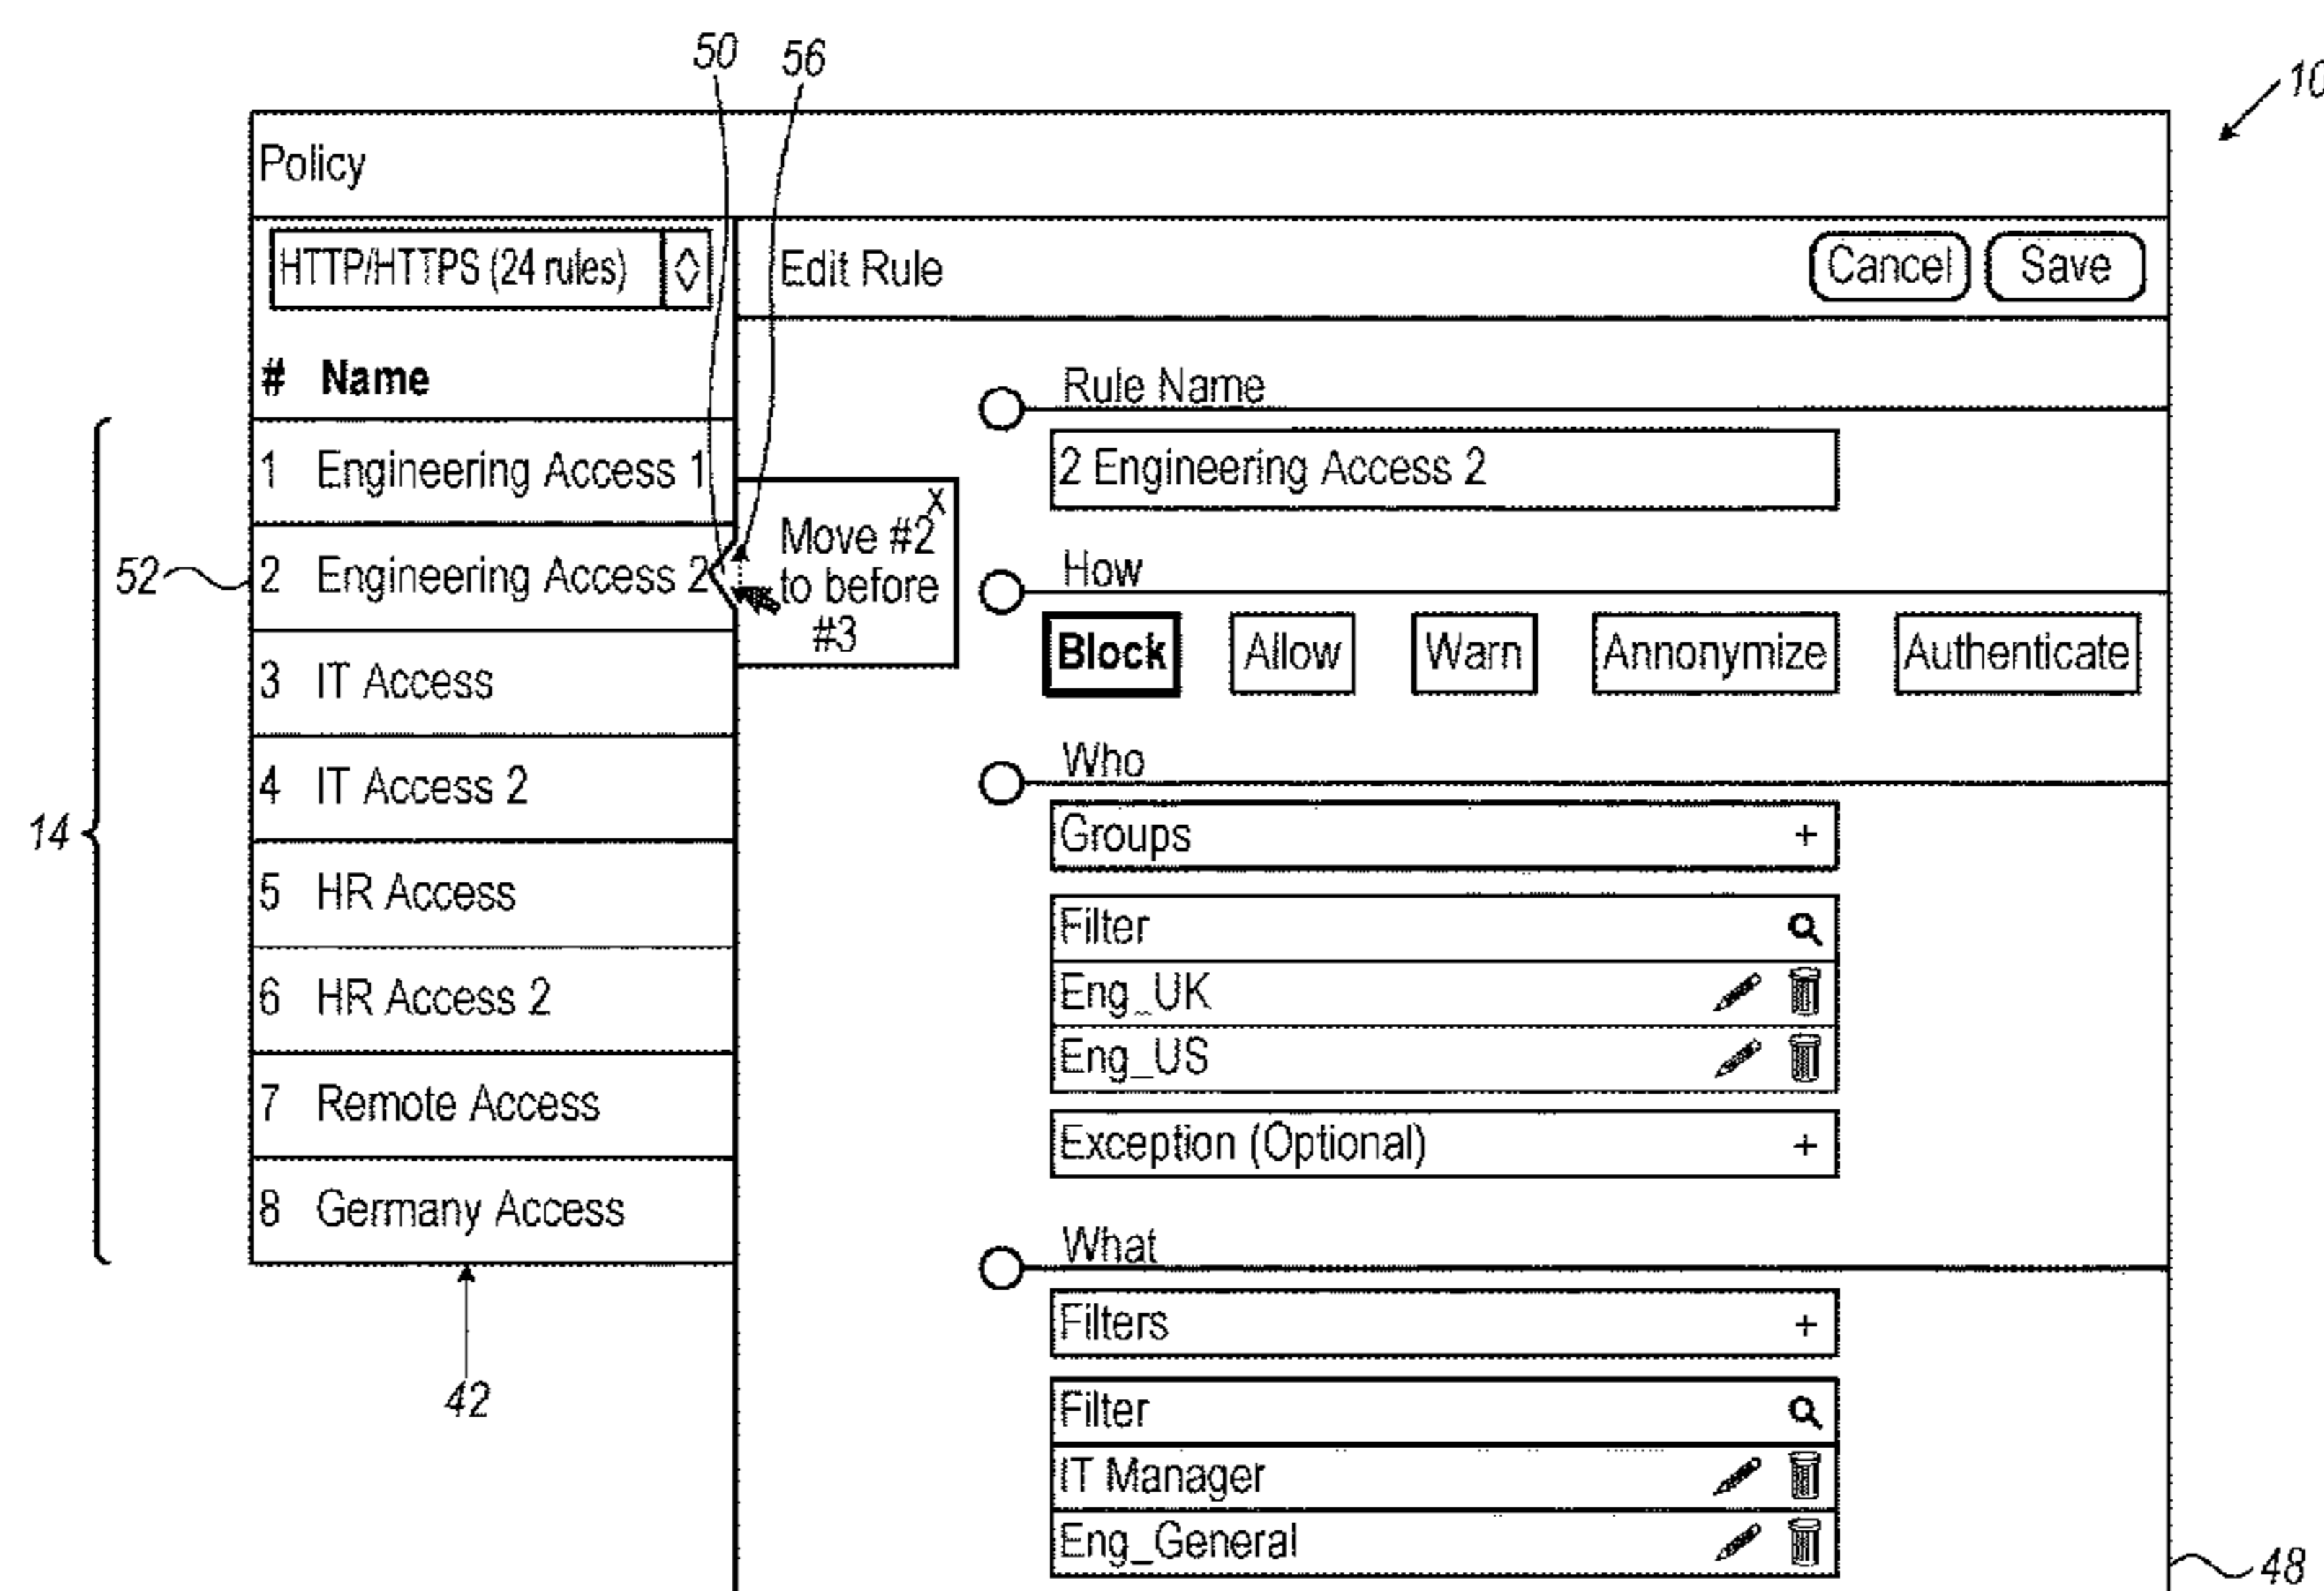 50 56
10
Policy
HTTP/HTTPS (24 rules)
Edit Rule
Cancel
Save
# Name
1 Engineering Access 1
2 Engineering Access 2
3 IT Access
4 IT Access 2
5 HR Access
6 HR Access 2
7 Remote Access
8 Germany Access
52
14
42
X
Move #2
to before
#3
Rule Name
2 Engineering Access 2
How
Block Allow Warn Annonymize Authenticate
Who
Groups +
Filter
Eng_UK
Eng_US
Exception (Optional) +
What
Filters +
Filter
IT Manager
Eng_General
48